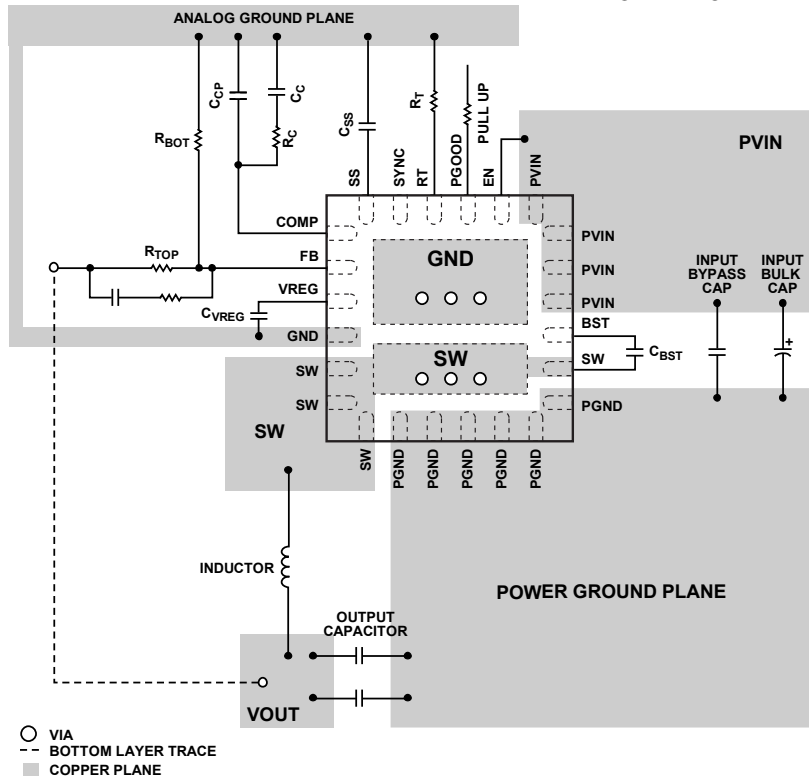 ANALOG GROUND PLANE
RBOT
CCP
CC
RC
CSS
RT
PULL UP
PVIN
SS
SYNC
RT
PGOOD
EN
PVIN
COMP
FB
VREG
GND
SW
SW
RTOP
CVREG
GND
SW
PVIN
PVIN
PVIN
BST
SW
PGND
CBST
INPUT
BYPASS
CAP
INPUT
BULK
CAP
+
SW
SW
PGND
PGND
PGND
PGND
PGND
INDUCTOR
OUTPUT
CAPACITOR
POWER GROUND PLANE
VOUT
VIA
BOTTOM LAYER TRACE
COPPER PLANE